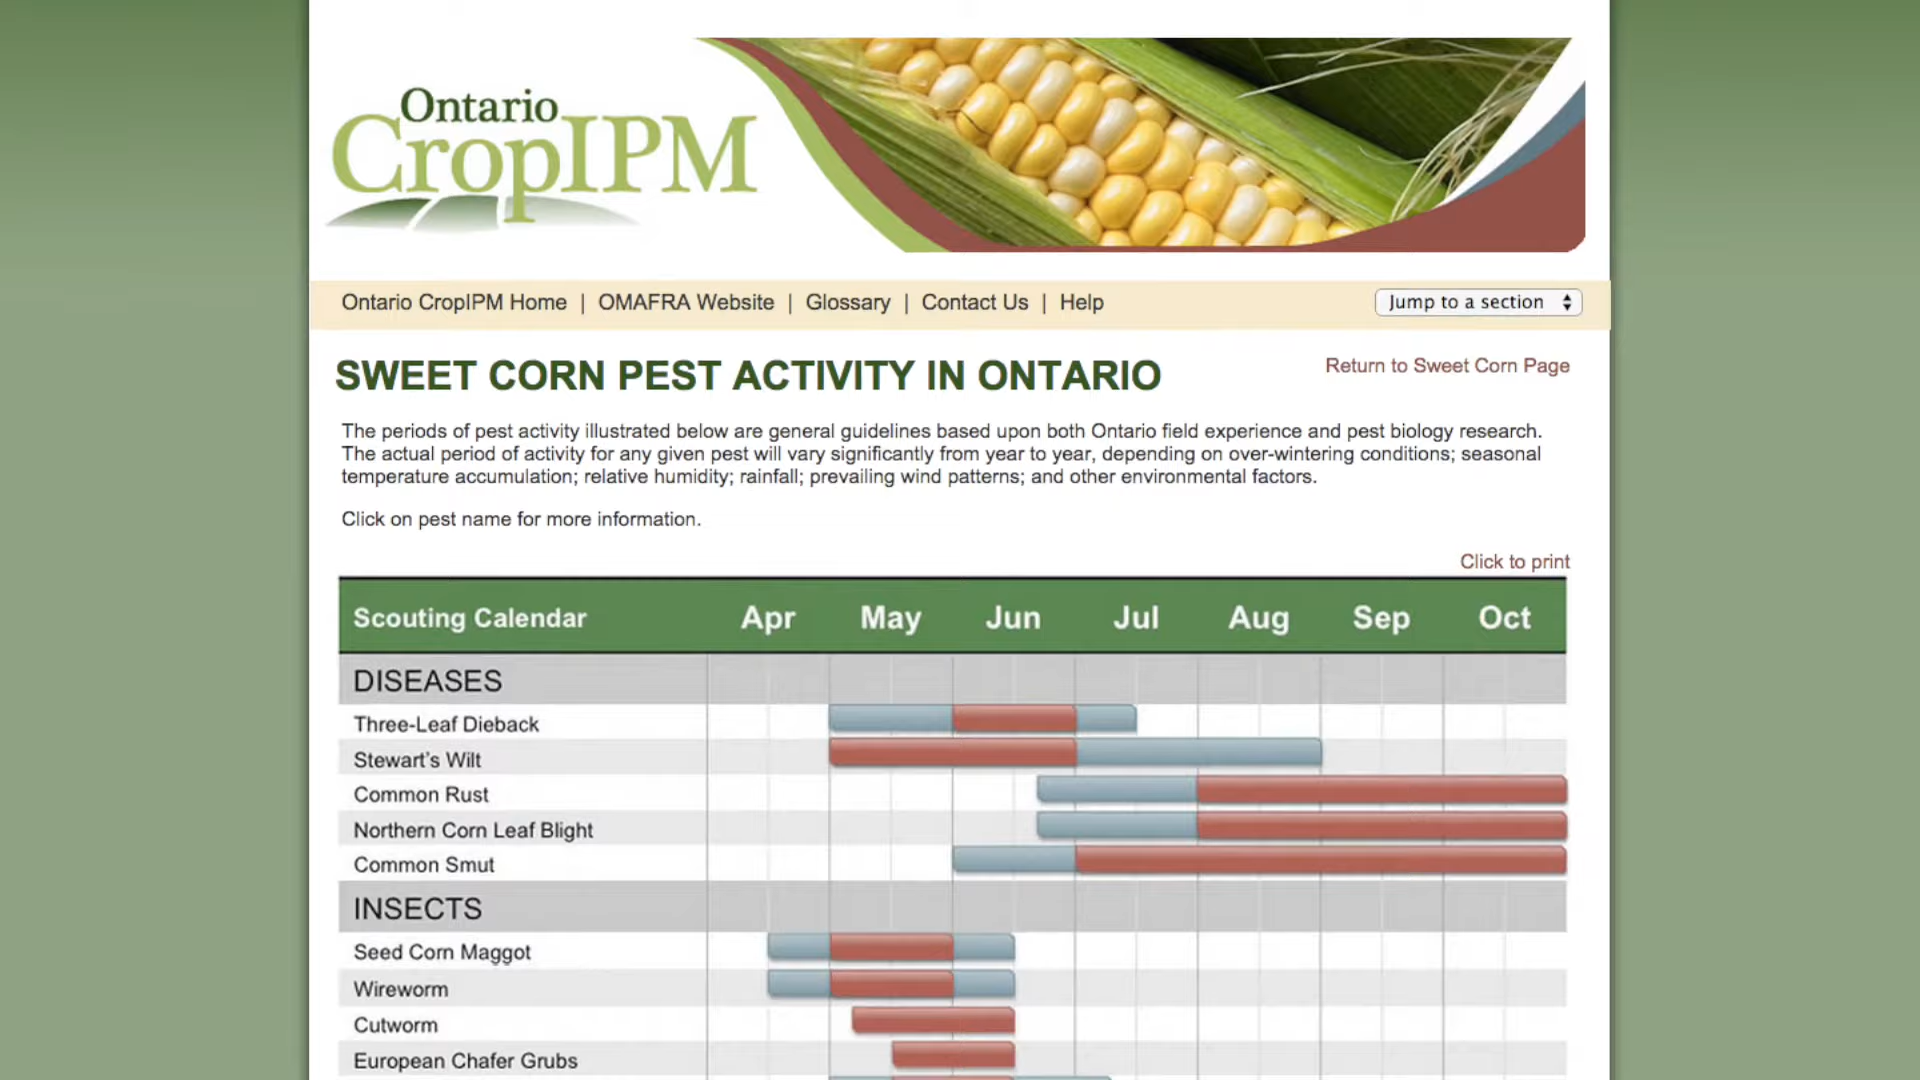 Ontario
CropIPM
Ontario CropIPM Home | OMAFRA Website | Glossary | Contact Us | Help
Jump to a section
SWEET CORN PEST ACTIVITY IN ONTARIO
Return to Sweet Corn Page
The periods of pest activity illustrated below are general guidelines based upon both Ontario field experience and pest biology research.
The actual period of activity for any given pest will vary significantly from year to year, depending on over-wintering conditions; seasonal
temperature accumulation; relative humidity; rainfall; prevailing wind patterns; and other environmental factors.
Click on pest name for more information.
Click to print
Scouting Calendar Apr May Jun Jul Aug Sep Oct
DISEASES
Three-Leaf Dieback
Stewart's Wilt
Common Rust
Northern Corn Leaf Blight
Common Smut
INSECTS
Seed Corn Maggot
Wireworm
Cutworm
European Chafer Grubs